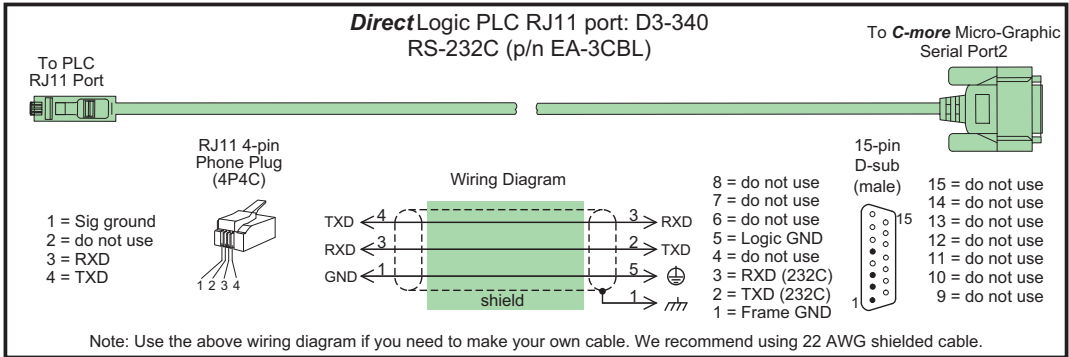 DirectLogic PLC RJ11 port: D3-340
RS-232C (p/n EA-3CBL)
To PLC
RJ11 Port
To C-more Micro-Graphic
Serial Port2
RJ11 4-pin
Phone Plug
(4P4C)
1 = Sig ground
2 = do not use
3 = RXD
4 = TXD
1 2 3 4
Wiring Diagram
TXD 4 3 RXD
RXD 3 2 TXD
GND 1 5
1
shield
8 = do not use
7 = do not use
6 = do not use
5 = Logic GND
4 = do not use
3 = RXD (232C)
2 = TXD (232C)
1 = Frame GND
15-pin
D-sub
(male)
15
1
15 = do not use
14 = do not use
13 = do not use
12 = do not use
11 = do not use
10 = do not use
9 = do not use
Note: Use the above wiring diagram if you need to make your own cable. We recommend using 22 AWG shielded cable.